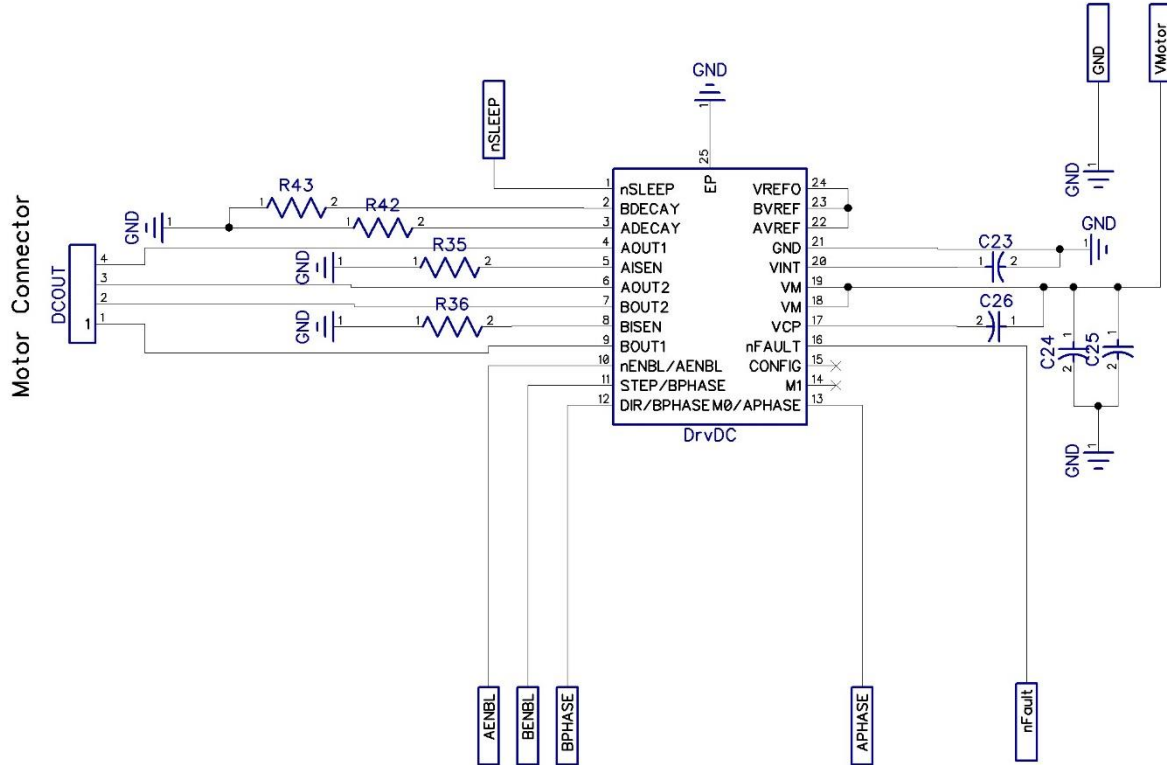 GND
VMotor
nSLEEP
GND
1
25
EP
GND
1
Motor Connector
DCOUT
4
3
2
1
1
GND
1
1
R43
2
1
R42
2
GND
1
1
R35
2
GND
1
1
R36
2
1
nSLEEP
2
BDECAY
3
ADECAY
4
AOUT1
5
AISEN
6
AOUT2
7
BOUT2
8
BISEN
9
BOUT1
10
nENBL/AENBL
11
STEP/BPHASE
12
DIR/BPHASE
VREFO
24
BVREF
23
AVREF
22
GND
21
VINT
20
VM
19
VM
18
VCP
17
nFAULT
16
CONFIG
15
M1
14
M0/APHASE
13
DrvDC
C23
1
2
1
GND
C26
2
1
C24
1
2
C25
1
2
GND
1
AENBL
BENBL
BPHASE
APHASE
nFault